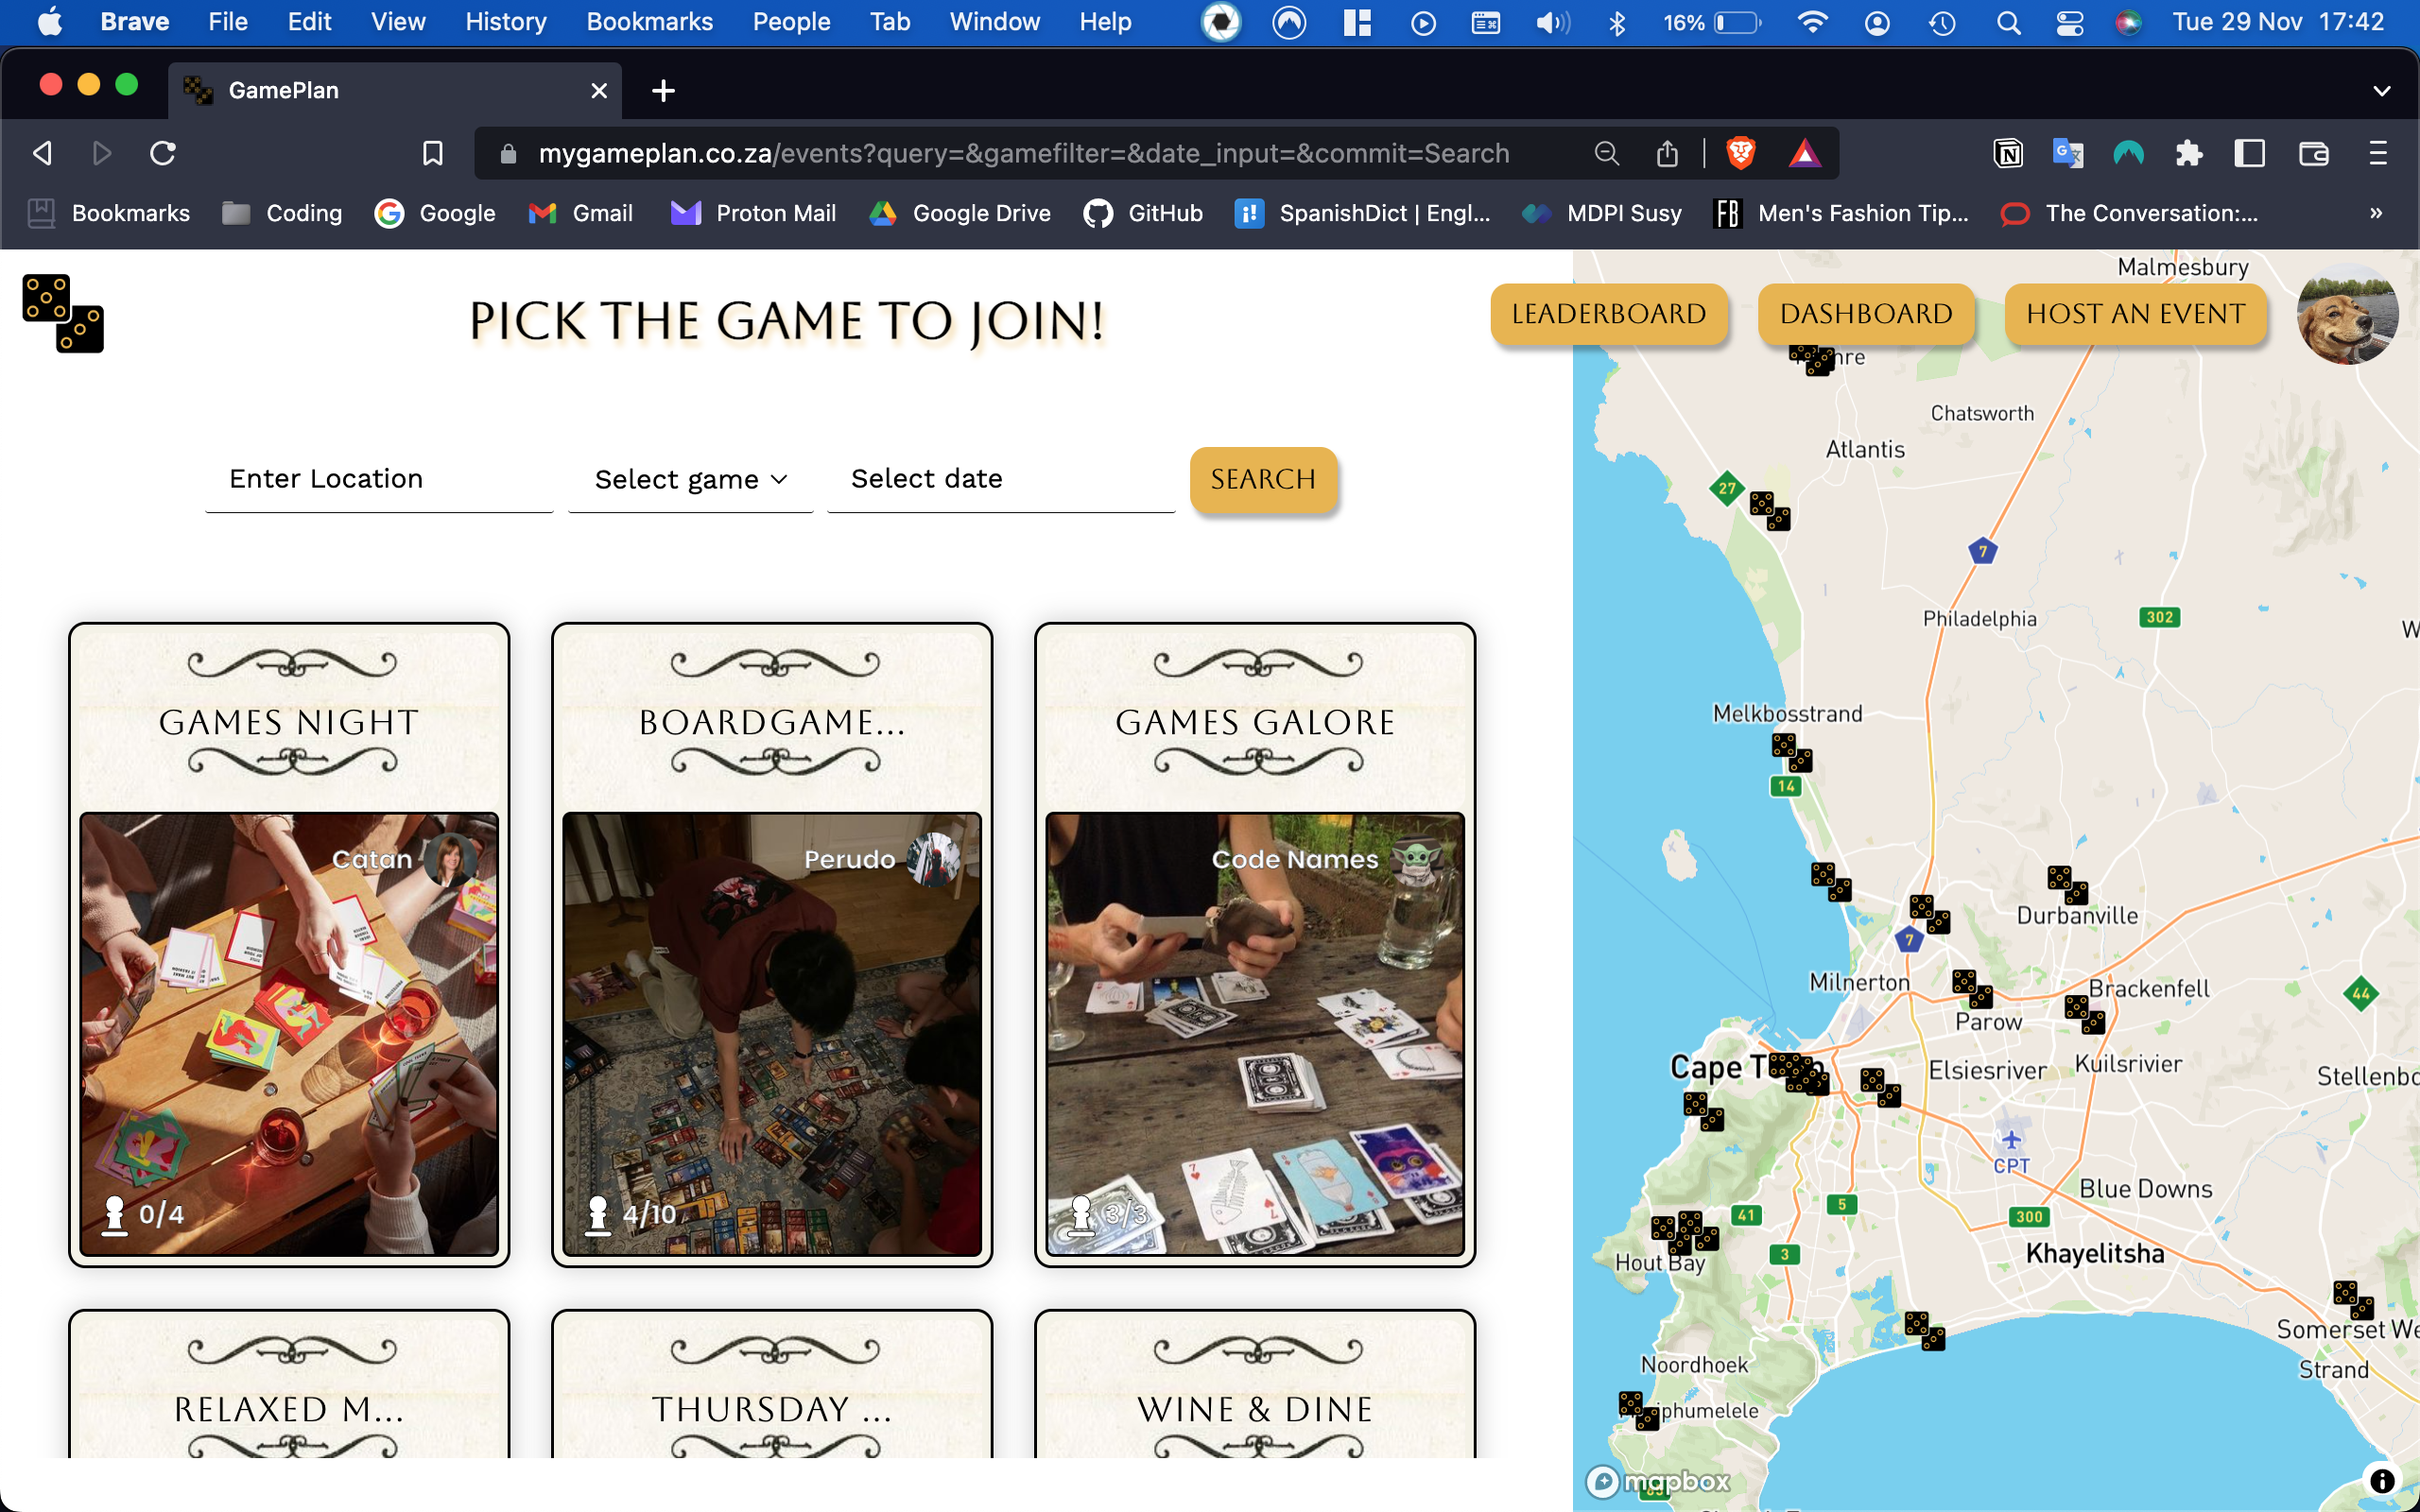 Brave File Edit View History Bookmarks People Tab Window Help 16% Tue 29 Nov 17:42
GamePlan
mygameplan.co.za/events?query=&gamefilter=&date_input=&commit=Search
Bookmarks Coding Google Gmail Proton Mail Google Drive GitHub SpanishDict | Engl... MDPI Susy FB Men's Fashion Tip... The Conversation:... »
PICK THE GAME TO JOIN!
LEADERBOARD
DASHBOARD
HOST AN EVENT
Enter Location
Select game
Select date
SEARCH
GAMES NIGHT
Catan
0/4
BOARDGAME...
Perudo
4/10
GAMES GALORE
Code Names
3/3
RELAXED M...
THURSDAY ...
WINE & DINE
Malmesbury
Chatsworth
Atlantis
27
7
Philadelphia
302
Melkbosstrand
14
Durbanville
7
Milnerton
Brackenfell
44
Parow
Cape T
Elsiesriver
Kuilsrivier
Stellenbo
CPT
Blue Downs
5
41
300
3
Khayelitsha
Hout Bay
Somerset We
Noordhoek
Strand
iphumelele
mapbox